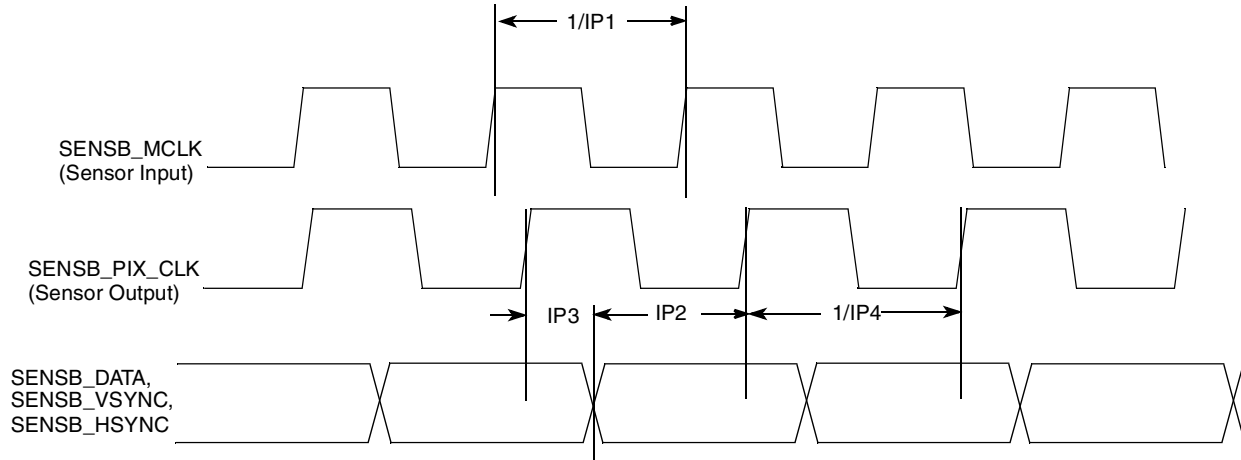 1/IP1
SENSB_MCLK
(Sensor Input)
SENSB_PIX_CLK
(Sensor Output)
IP3 IP2 1/IP4
SENSB_DATA,
SENSB_VSYNC,
SENSB_HSYNC